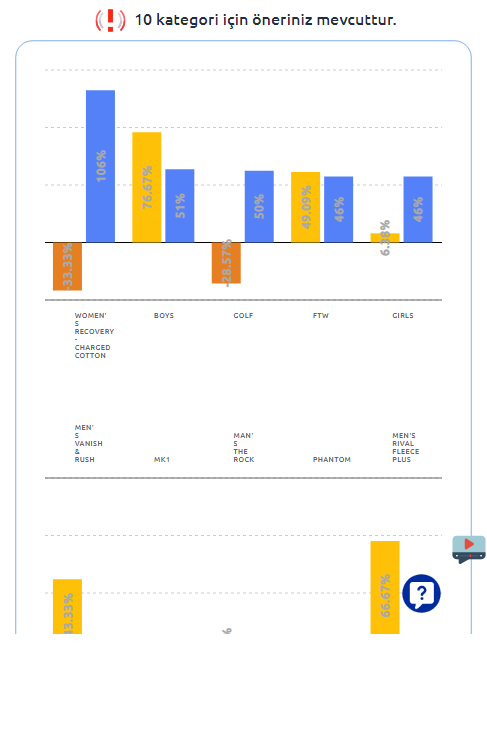 10 kategori için öneriniz mevcuttur.
-33.33%
106%
76.67%
51%
-28.57%
50%
49.09%
46%
46%
WOMEN'
S
RECOVERY
-
CHARGED
COTTON
BOYS
GOLF
FTW
GIRLS
MEN'
S
VANISH
&
RUSH
MK1
MAN'
S
THE
ROCK
PHANTOM
MEN'S
RIVAL
FLEECE
PLUS
66.67%
?